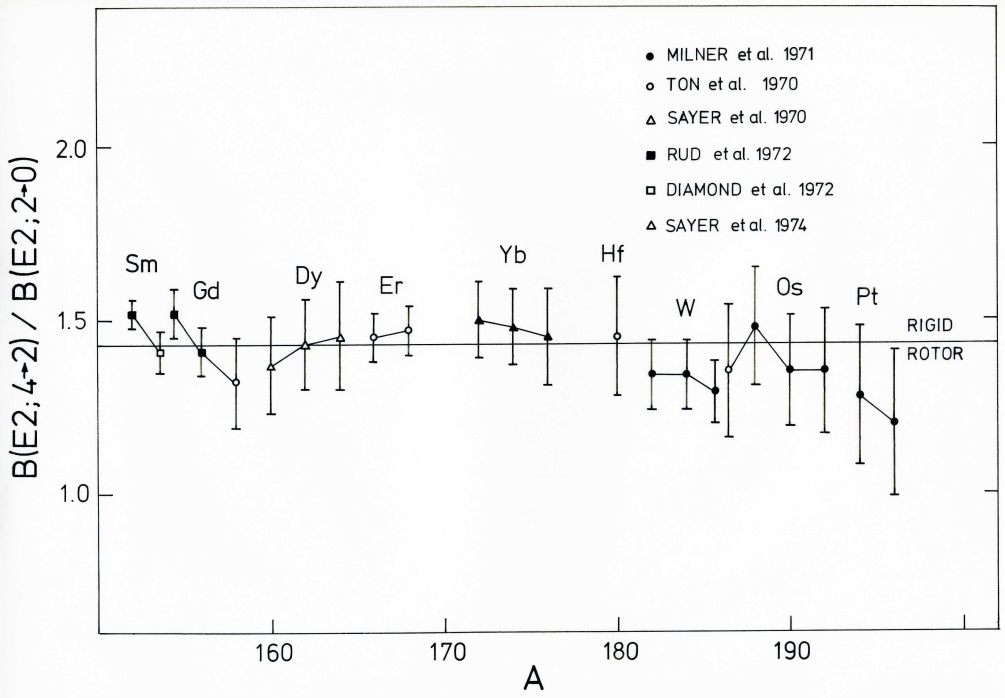 B(E2; 4→2) / B(E2; 2→0)
2.0
1.5
1.0
MILNER et al. 1971
TON et al. 1970
SAYER et al. 1970
RUD et al. 1972
DIAMOND et al. 1972
SAYER et al. 1974
Sm
Gd
Dy
Er
Yb
Hf
W
Os
Pt
RIGID
ROTOR
160
170
180
190
A